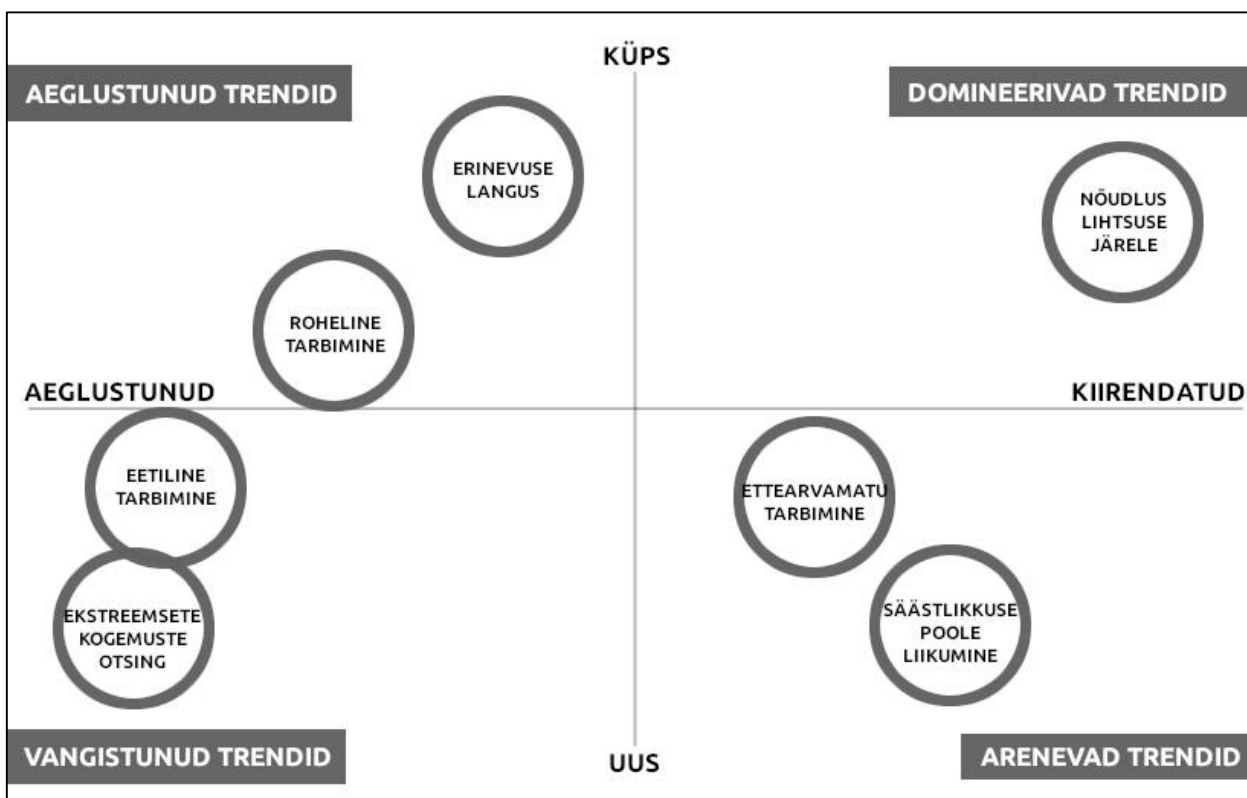 KÜPS
AEGLUSTUNUD TRENDID
DOMINEERIVAD TRENDID
ERINEVUSE
LANGUS
NÕUDLUS
LIHTSUSE
JÄRELE
ROHELINE
TARBIMINE
AEGLUSTUNUD
KIIRENDATUD
EETILINE
TARBIMINE
ETTEARVAMATU
TARBIMINE
EKSTREEMSETE
KOGEMUSTE
OTSING
SÄÄSTLIKKUSE
POOLE
LIIKUMINE
VANGISTUNUD TRENDID
UUS
ARENEVAD TRENDID